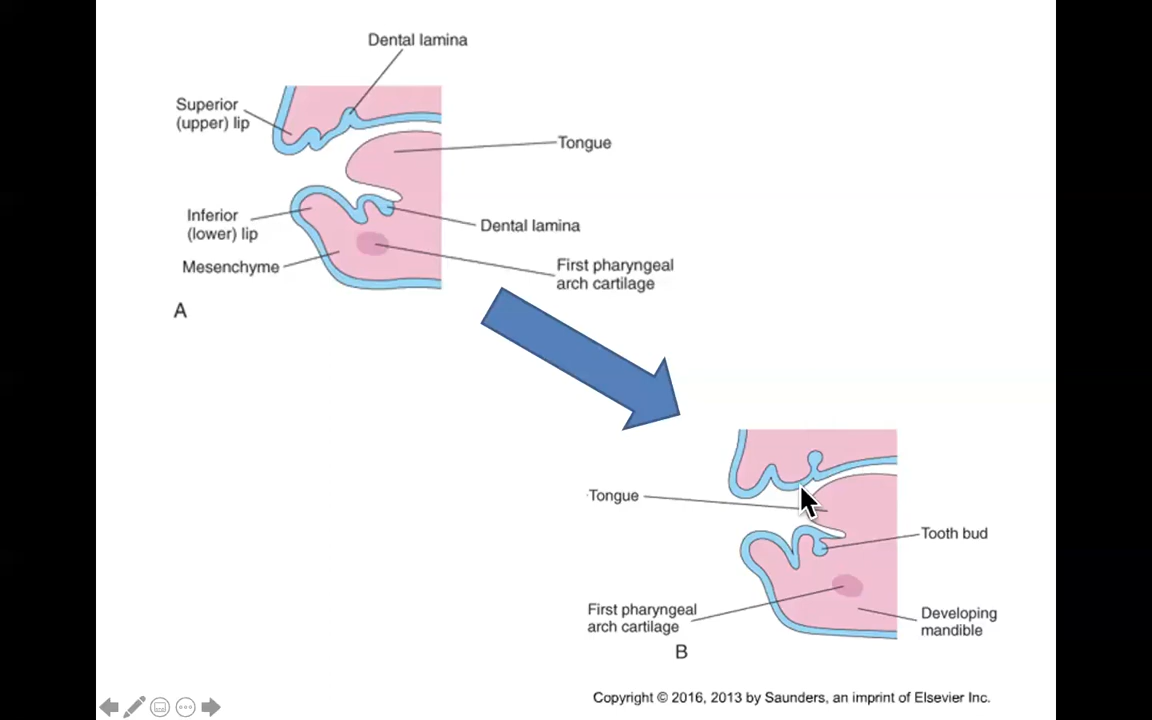 Dental lamina
Superior
(upper) lip
Tongue
Inferior
(lower) lip
Dental lamina
Mesenchyme
First pharyngeal
arch cartilage
A
Tongue
Tooth bud
First pharyngeal
arch cartilage
Developing
mandible
B
Copyright © 2016, 2013 by Saunders, an imprint of Elsevier Inc.